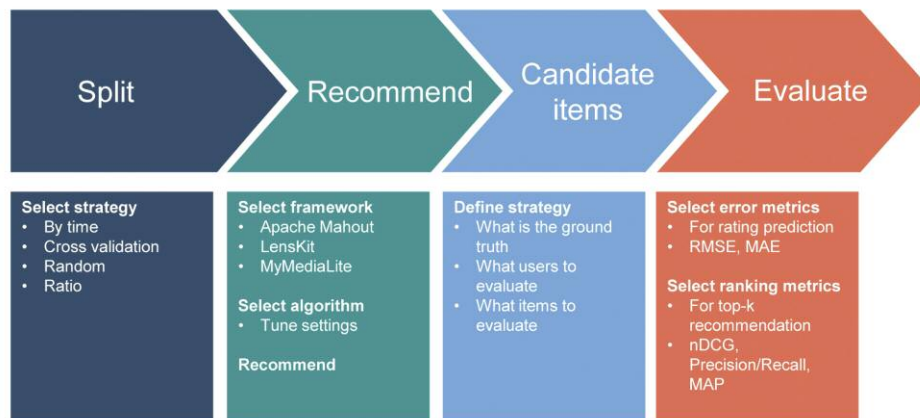 Split
Recommend
Candidate
items
Evaluate
Select strategy
• By time
• Cross validation
• Random
• Ratio
Select framework
• Apache Mahout
• LensKit
• MyMediaLite
Select algorithm
• Tune settings
Recommend
Define strategy
• What is the ground
truth
• What users to
evaluate
• What items to
evaluate
Select error metrics
• For rating prediction
• RMSE, MAE
Select ranking metrics
• For top-k
recommendation
• nDCG,
Precision/Recall,
MAP